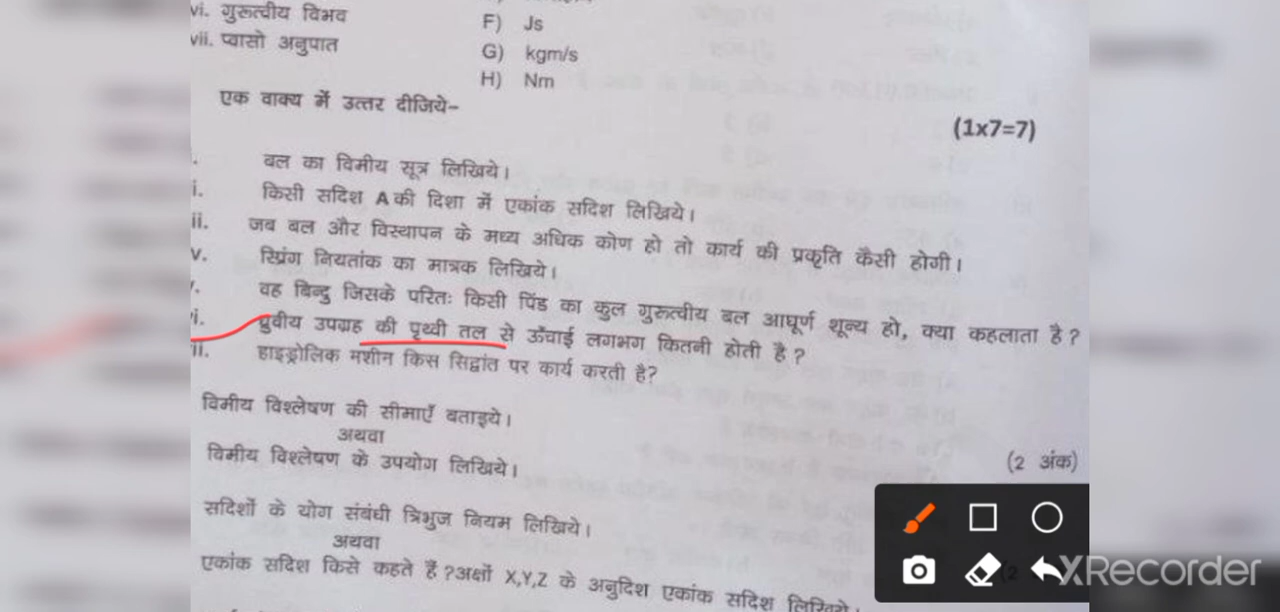 vi. गुरूत्वीय विभव
F) Js
vii. प्वासो अनुपात
G) kgm/s
H) Nm
एक वाक्य में उत्तर दीजिये-
(1x7=7)
. बल का विमीय सूत्र लिखिये।
i. किसी सदिश A की दिशा में एकांक सदिश लिखिये।
ii. जब बल और विस्थापन के मध्य अधिक कोण हो तो कार्य की प्रकृति कैसी होगी।
v. स्प्रिंग नियतांक का मात्रक लिखिये।
. वह बिन्दु जिसके परितः किसी पिंड का कुल गुरूत्वीय बल आघूर्ण शून्य हो, क्या कहलाता है?
i. ध्रुवीय उपग्रह की पृथ्वी तल से ऊँचाई लगभग कितनी होती है?
ii. हाइड्रोलिक मशीन किस सिद्वांत पर कार्य करती है?
विमीय विश्लेषण की सीमाएँ बताइये।
अथवा
विमीय विश्लेषण के उपयोग लिखिये।
(2 अंक)
सदिशों के योग संबंधी त्रिभुज नियम लिखिये।
अथवा
एकांक सदिश किसे कहते हैं?अक्षों X,Y,Z के अनुदिश एकांक सदिश लिखिये।
XRecorder